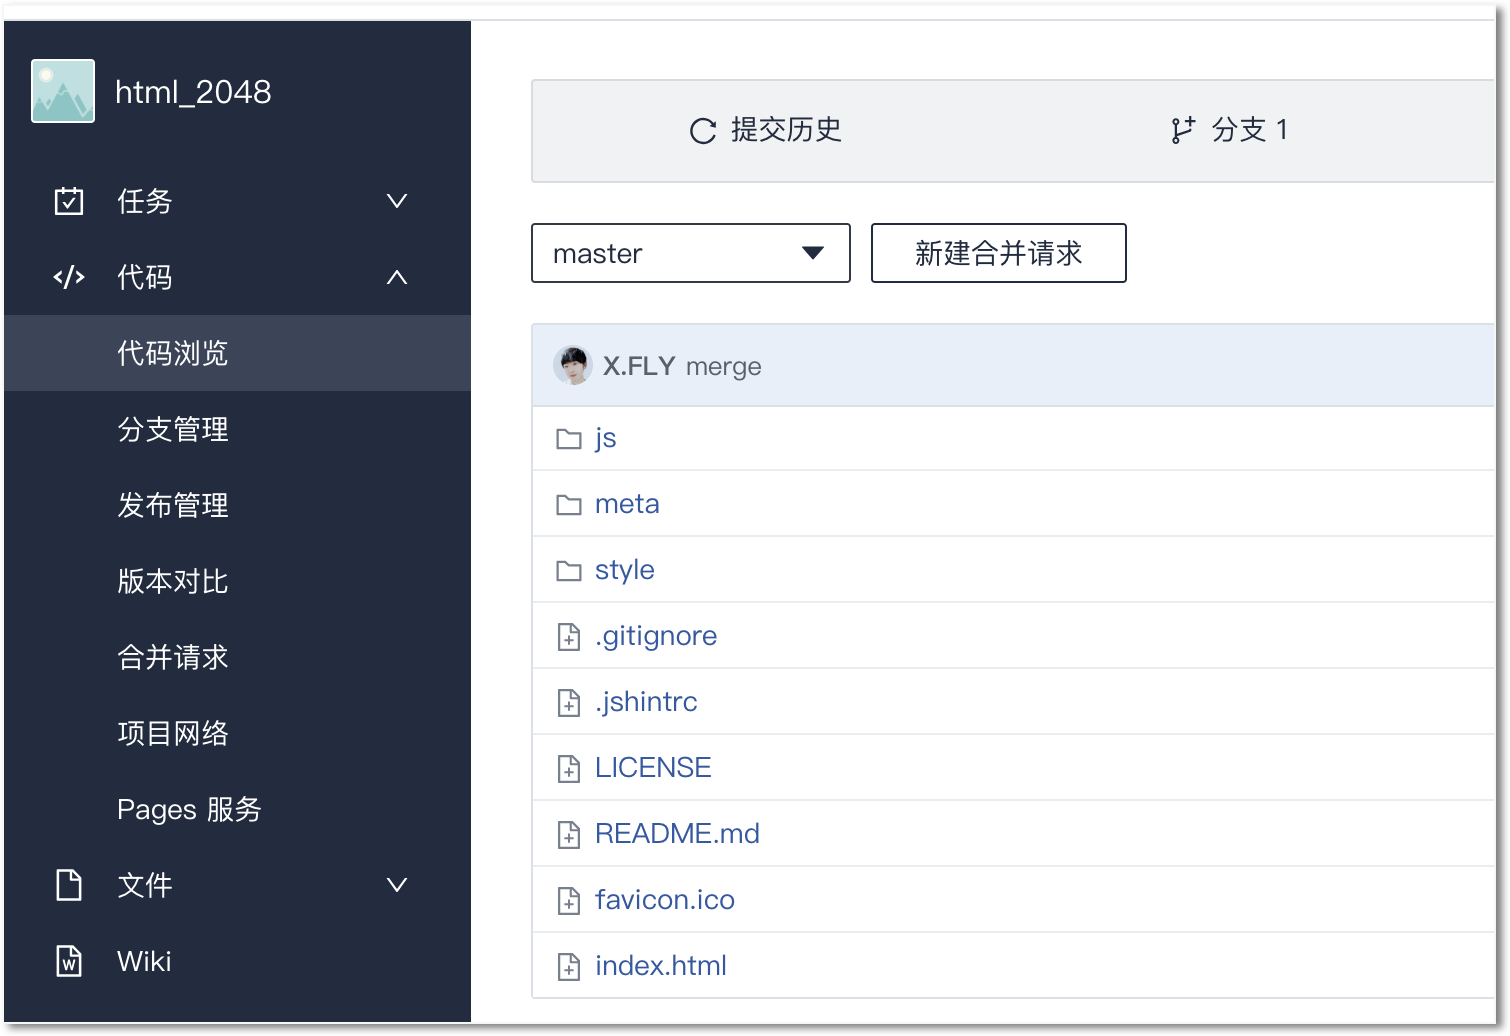 html_2048
任务
代码
代码浏览
分支管理
发布管理
版本对比
合并请求
项目网络
Pages 服务
文件
Wiki
提交历史
分支 1
master
新建合并请求
X.FLY merge
js
meta
style
.gitignore
.jshintrc
LICENSE
README.md
favicon.ico
index.html